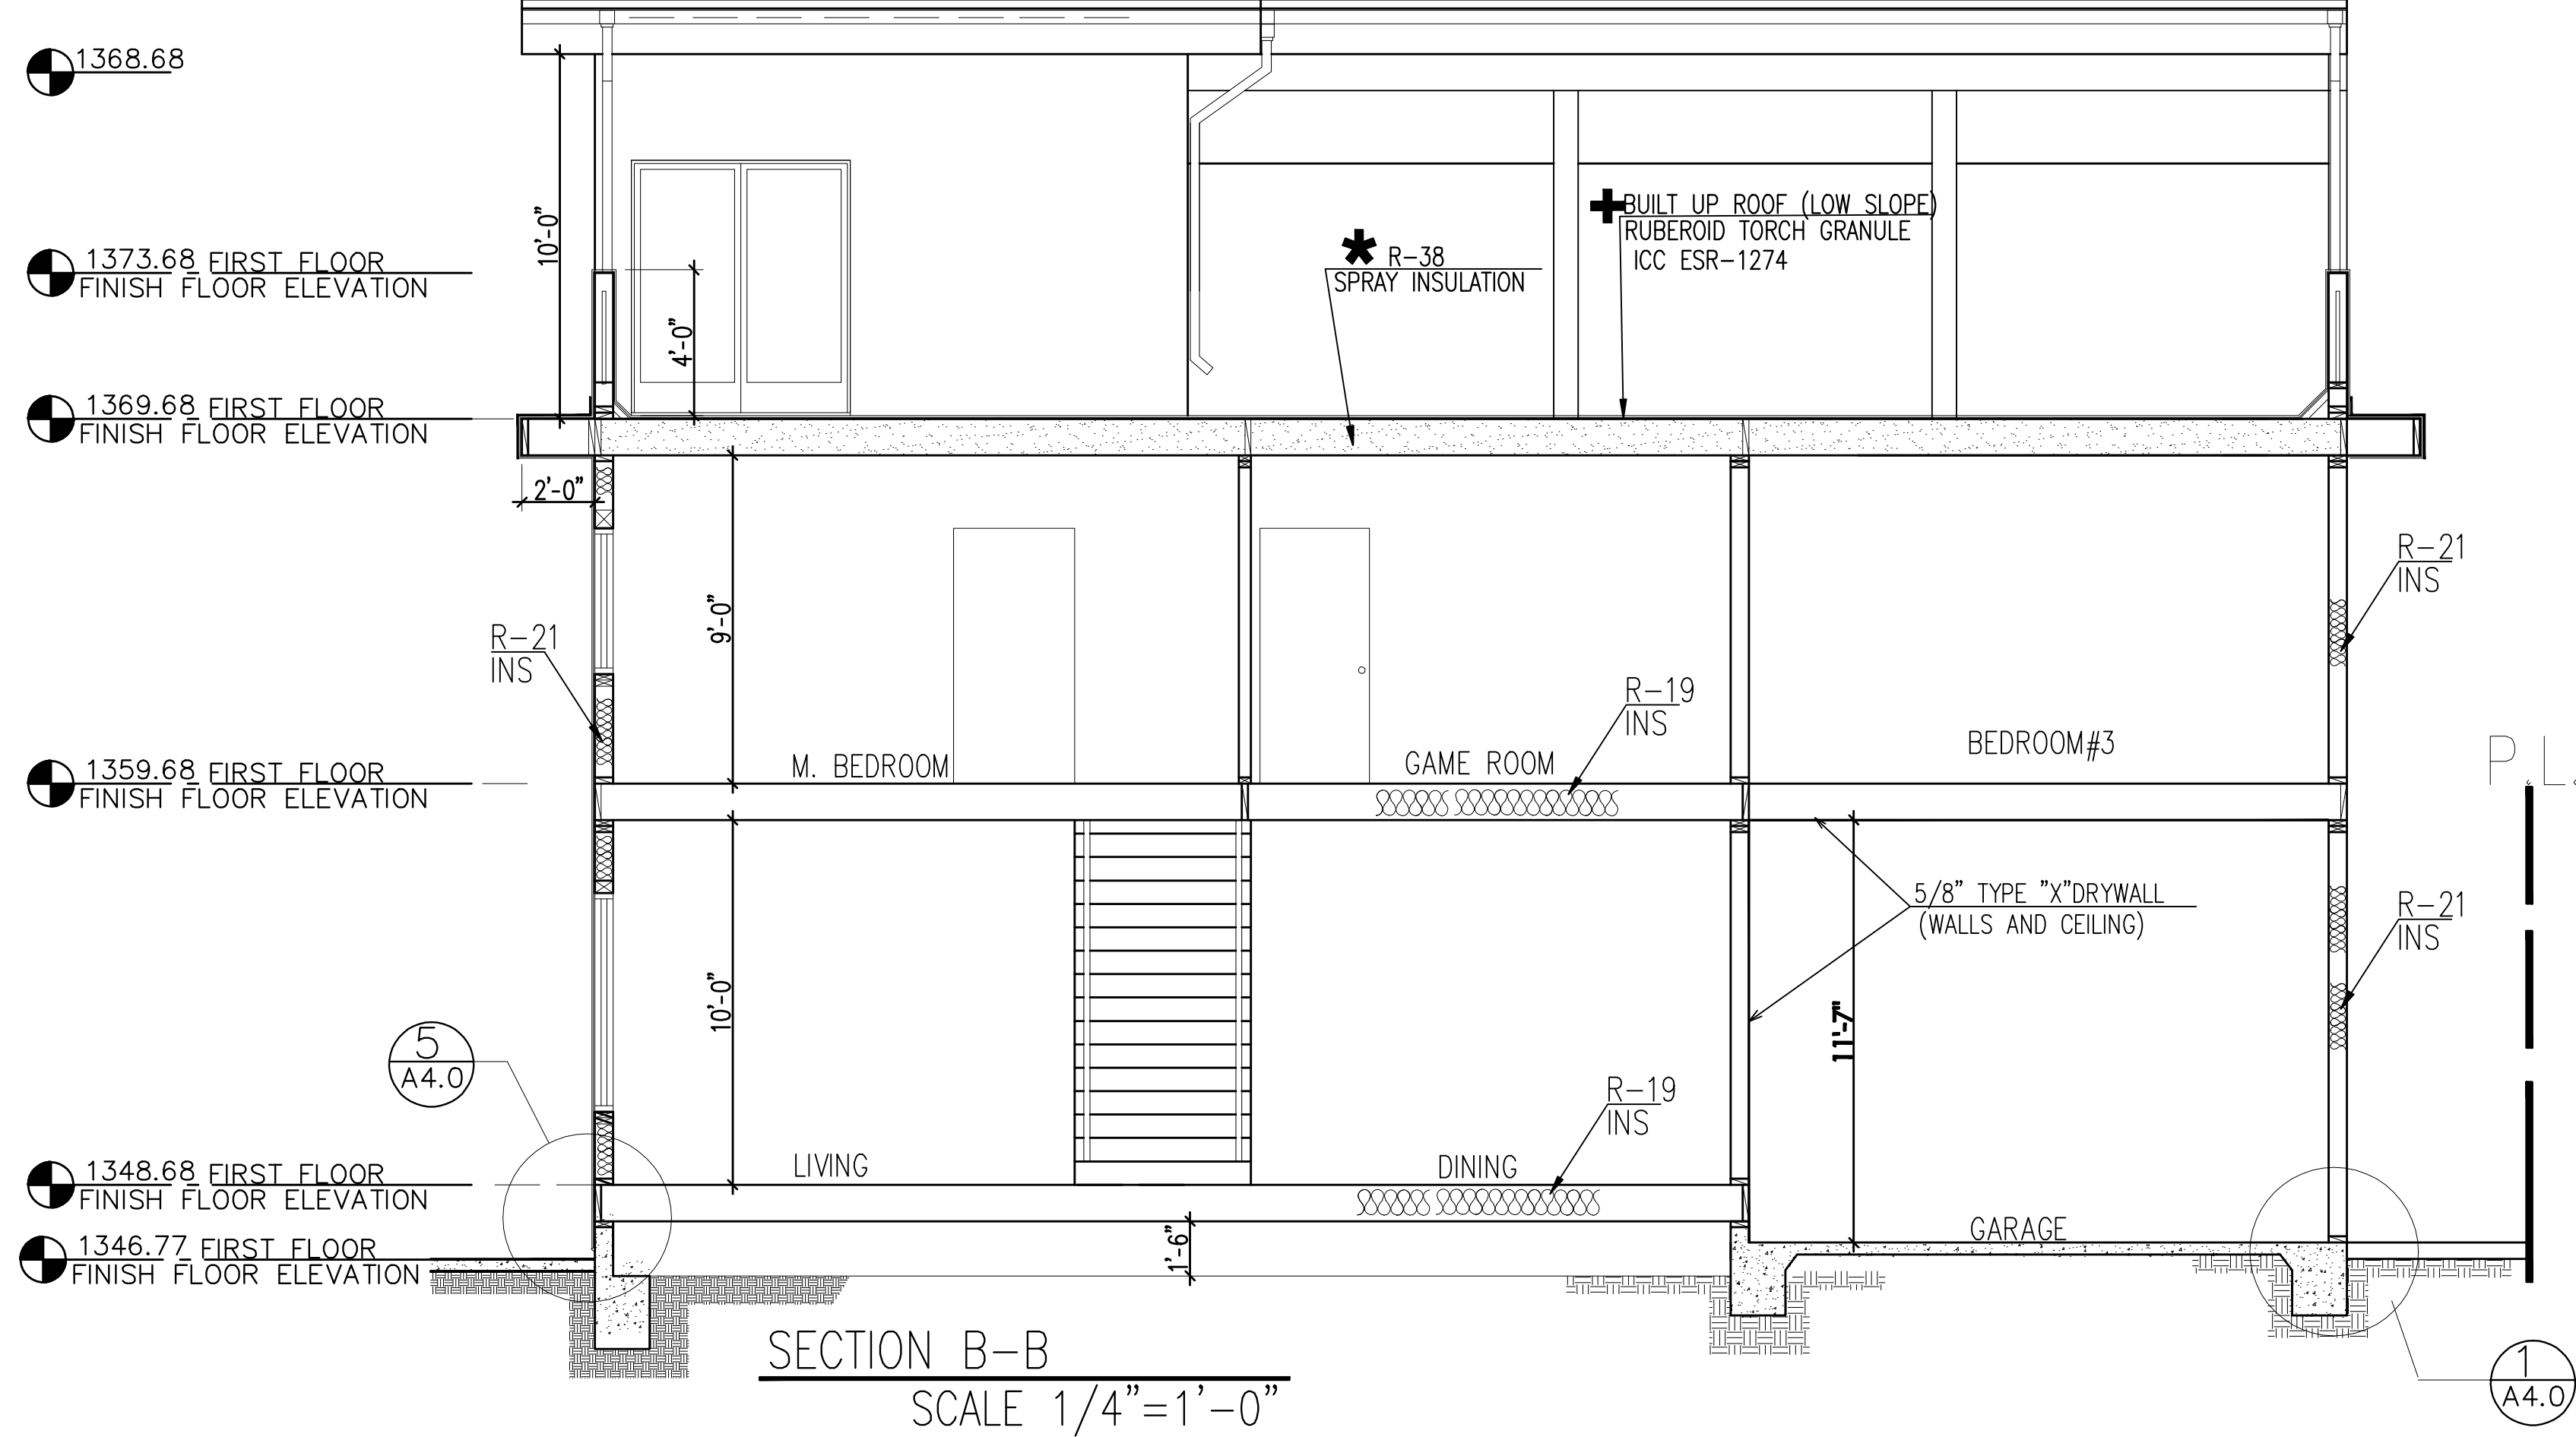 1368.68
1373.68 FIRST FLOOR
FINISH FLOOR ELEVATION
1369.68 FIRST FLOOR
FINISH FLOOR ELEVATION
1359.68 FIRST FLOOR
FINISH FLOOR ELEVATION
1348.68 FIRST FLOOR
FINISH FLOOR ELEVATION
1346.77 FIRST FLOOR
FINISH FLOOR ELEVATION
10'-0"
4'-0"
* R-38
SPRAY INSULATION
+BUILT UP ROOF (LOW SLOPE)
RUBEROID TORCH GRANULE
ICC ESR-1274
2'-0"
R-21
INS
9'-0"
M. BEDROOM
GAME ROOM
R-19
INS
BEDROOM#3
R-21
INS
P.L.
10'-0"
5/8" TYPE "X"DRYWALL
(WALLS AND CEILING)
11'-7"
R-21
INS
5
A4.0
LIVING
DINING
R-19
INS
1'-6"
GARAGE
1
A4.0
SECTION B-B
SCALE 1/4"=1'-0"